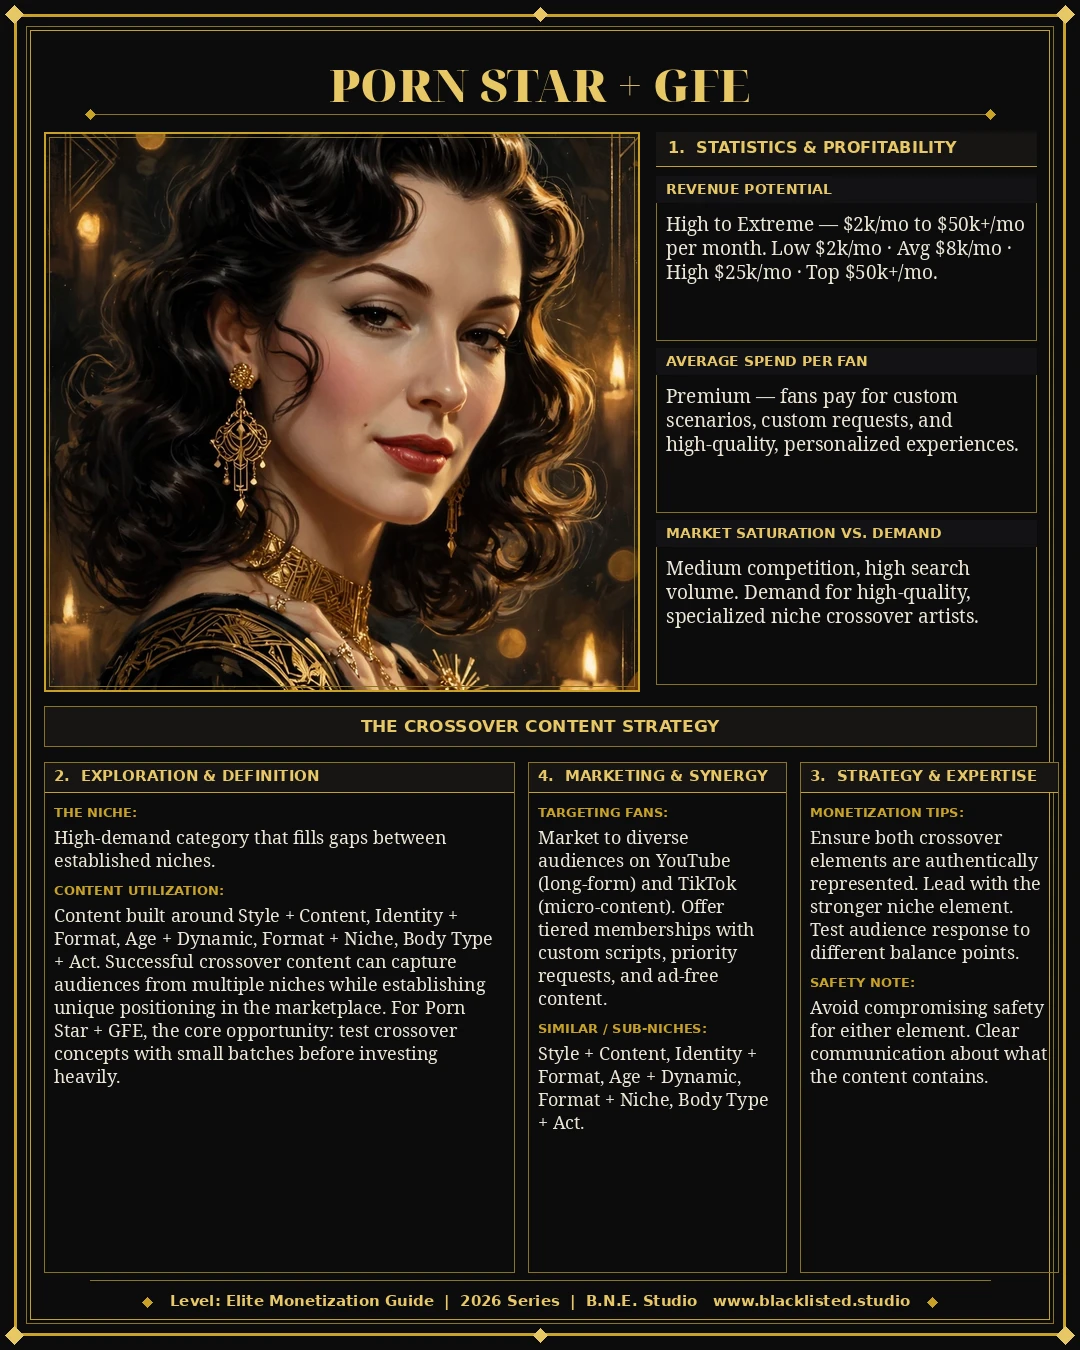 PORN STAR + GFE
1. STATISTICS & PROFITABILITY
REVENUE POTENTIAL
High to Extreme — $2k/mo to $50k+/mo
per month. Low $2k/mo · Avg $8k/mo ·
High $25k/mo · Top $50k+/mo.
AVERAGE SPEND PER FAN
Premium — fans pay for custom
scenarios, custom requests, and
high-quality, personalized experiences.
MARKET SATURATION VS. DEMAND
Medium competition, high search
volume. Demand for high-quality,
specialized niche crossover artists.
THE CROSSOVER CONTENT STRATEGY
2. EXPLORATION & DEFINITION
THE NICHE:
High-demand category that fills gaps between
established niches.
CONTENT UTILIZATION:
Content built around Style + Content, Identity +
Format, Age + Dynamic, Format + Niche, Body Type
+ Act. Successful crossover content can capture
audiences from multiple niches while establishing
unique positioning in the marketplace. For Porn
Star + GFE, the core opportunity: test crossover
concepts with small batches before investing
heavily.
4. MARKETING & SYNERGY
TARGETING FANS:
Market to diverse
audiences on YouTube
(long-form) and TikTok
(micro-content). Offer
tiered memberships with
custom scripts, priority
requests, and ad-free
content.
SIMILAR / SUB-NICHES:
Style + Content, Identity +
Format, Age + Dynamic,
Format + Niche, Body Type
+ Act.
3. STRATEGY & EXPERTISE
MONETIZATION TIPS:
Ensure both crossover
elements are authentically
represented. Lead with the
stronger niche element.
Test audience response to
different balance points.
SAFETY NOTE:
Avoid compromising safety
for either element. Clear
communication about what
the content contains.
Level: Elite Monetization Guide | 2026 Series | B.N.E. Studio www.blacklisted.studio